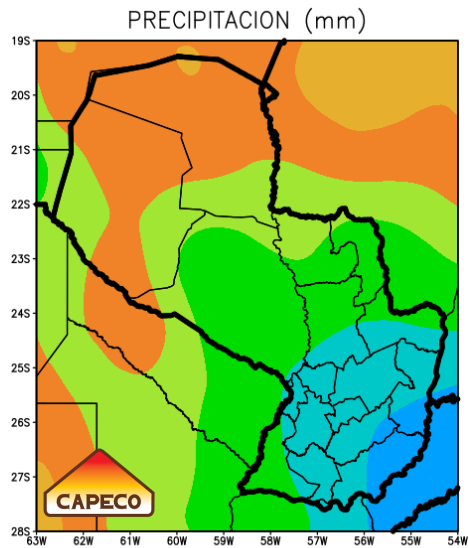 PRECIPITACION (mm)
19S
20S
21S
22S
23S
24S
25S
26S
27S
28S
CAPECO
63W 62W 61W 60W 59W 58W 57W 56W 55W 54W